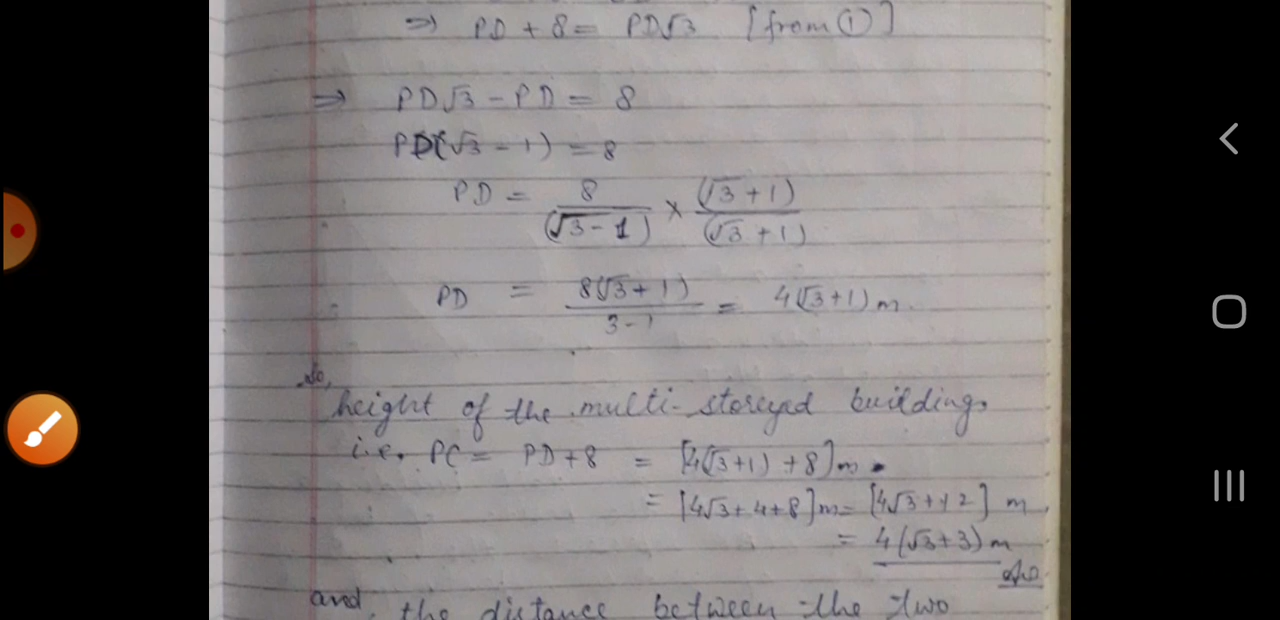 ⇒ PD + 8 = PD√3 [from ①]
⇒ PD√3 - PD = 8
PD(√3 - 1) = 8
PD = 8/(√3-1) × (√3+1)/(√3+1)
PD = 8(√3+1)/3-1 = 4(√3+1)m.
So,
height of the multi-storeyed building.
i.e. PC = PD+8 = [4(√3+1)+8]m.
= [4√3+4+8]m = [4√3+12] m.
= 4(√3+3)m
Ans
and, the distance between the two